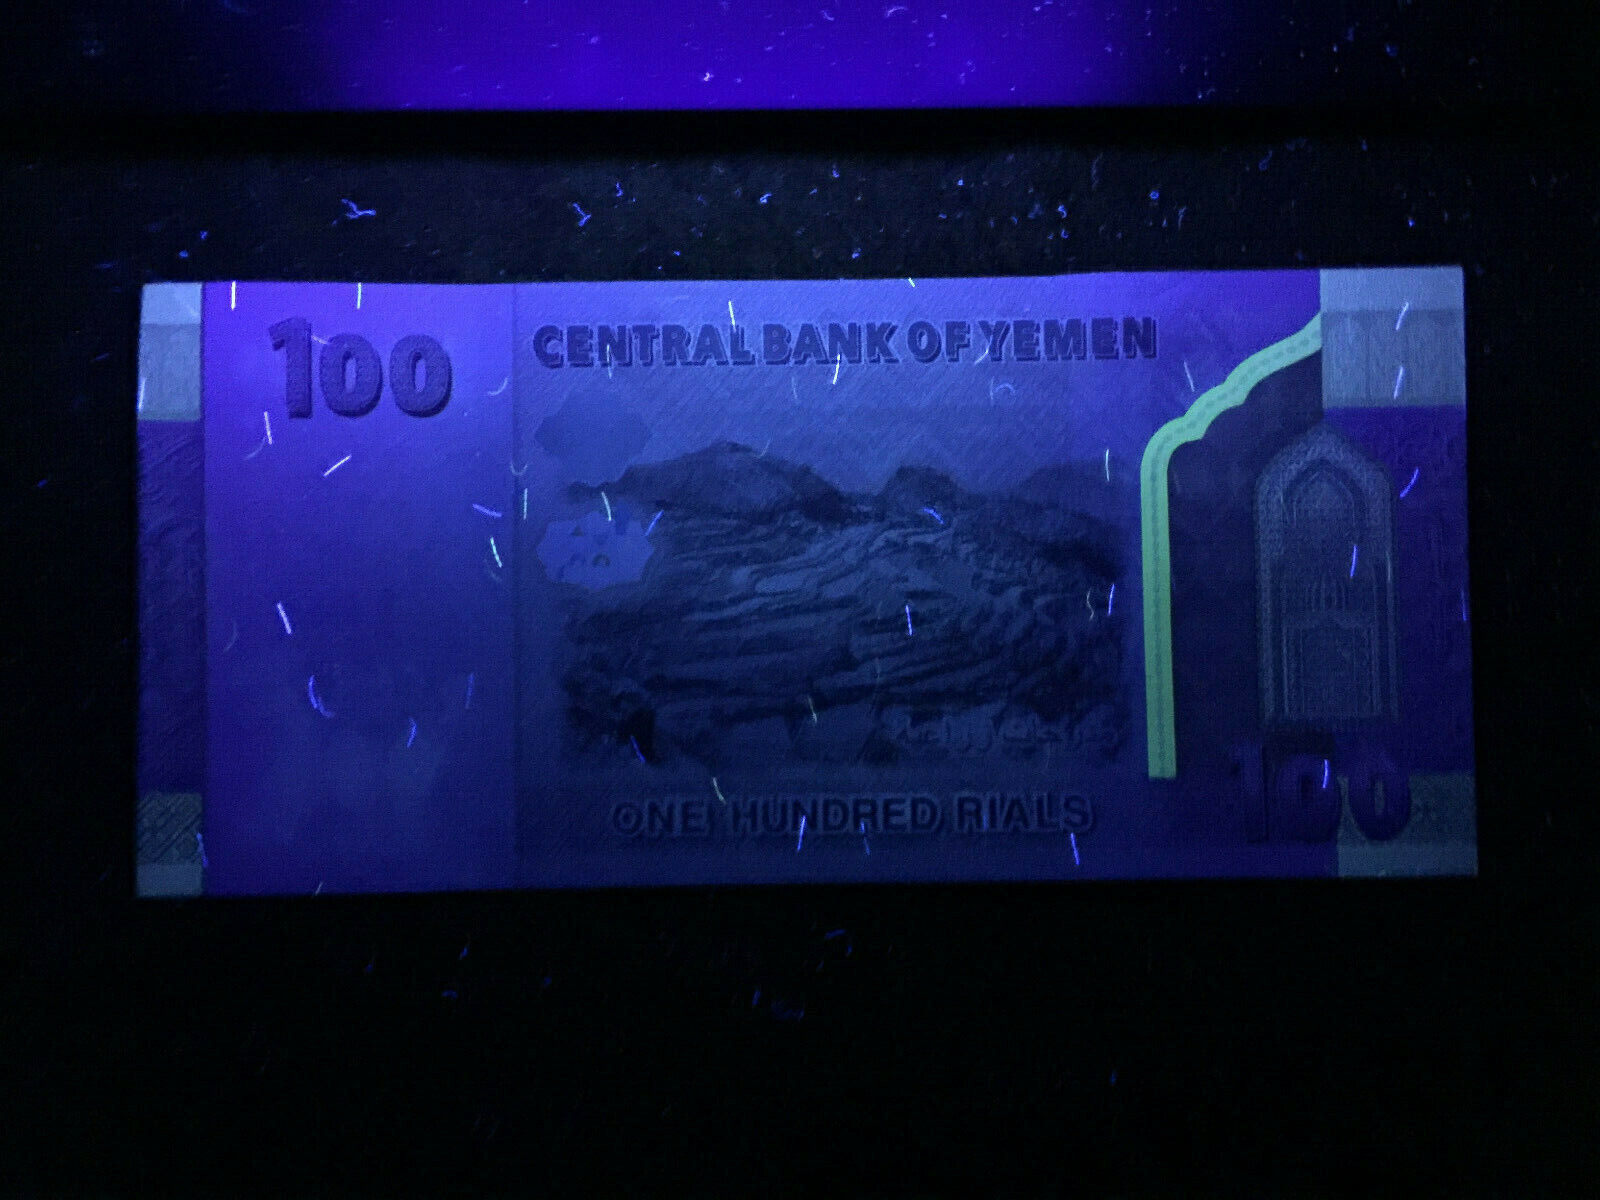 100
CENTRAL BANK OF YEMEN
ONE HUNDRED RIALS
100